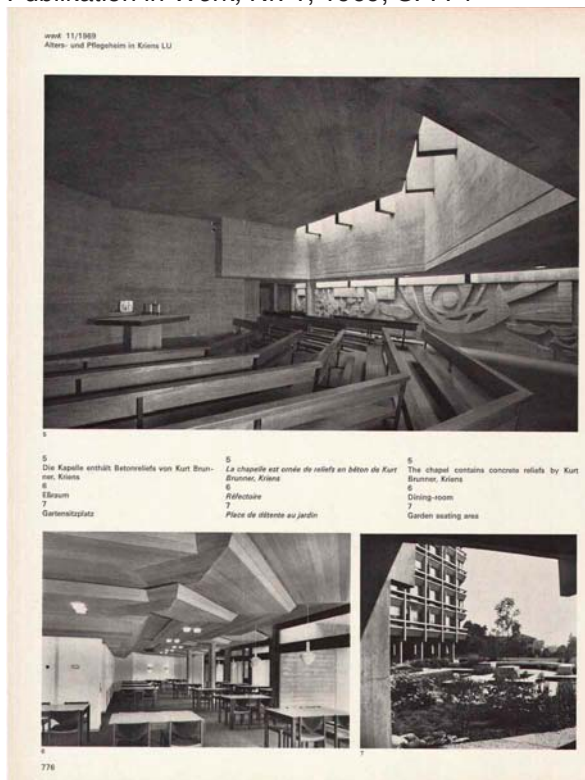 Publikation in Werk, Nr. 1969, S.
werk 11/1969
Alters- und Pflegeheim in Kriens LU
5
5
Die Kapelle enthält Betonreliefs von Kurt Brun-
ner, Kriens
6
Eßraum
7
Gartensitzplatz
5
La chapelle est ornée de reliefs en béton de Kurt
Brunner, Kriens
6
Réfectoire
7
Place de détente au jardin
5
The chapel contains concrete reliefs by Kurt
Brunner, Kriens
6
Dining-room
7
Garden seating area
6
7
776